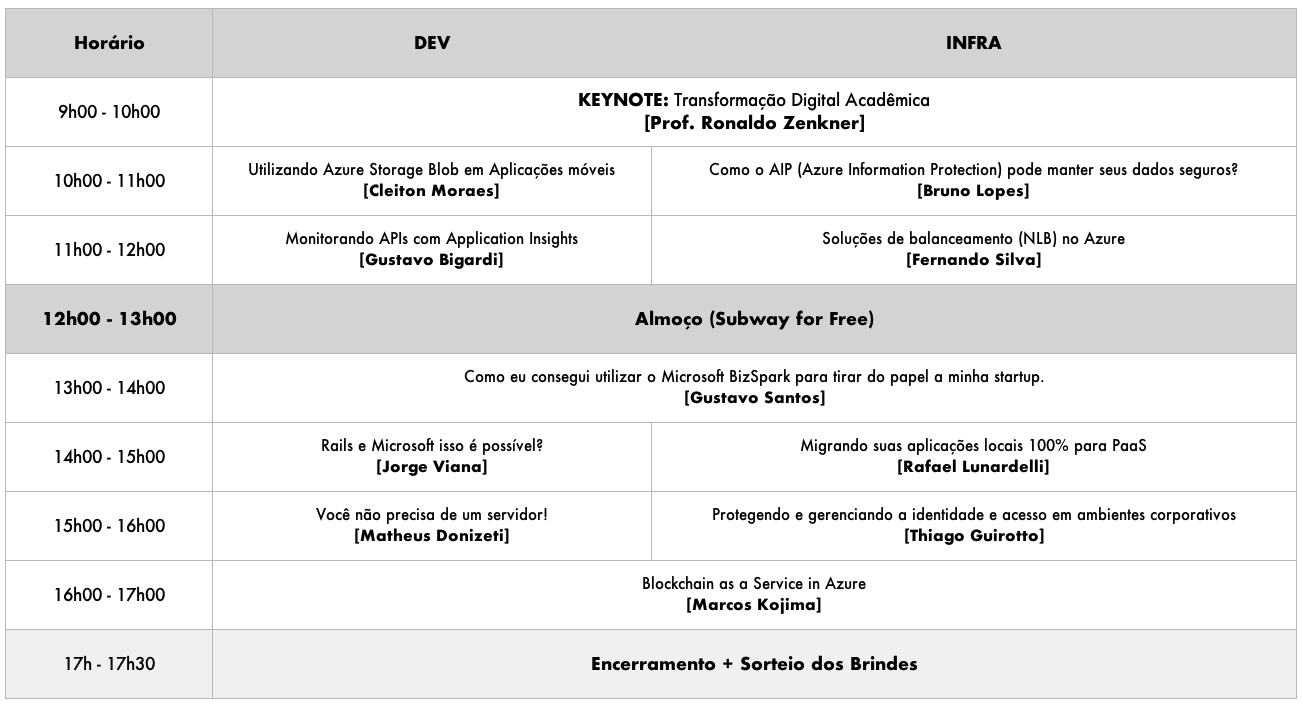 Horário
DEV
INFRA
9h00 - 10h00
KEYNOTE: Transformação Digital Acadêmica
[Prof. Ronaldo Zenkner]
10h00 - 11h00
Utilizando Azure Storage Blob em Aplicações móveis
[Cleiton Moraes]
Como o AIP (Azure Information Protection) pode manter seus dados seguros?
[Bruno Lopes]
11h00 - 12h00
Monitorando APIs com Application Insights
[Gustavo Bigardi]
Soluções de balanceamento (NLB) no Azure
[Fernando Silva]
12h00 - 13h00
Almoço (Subway for Free)
13h00 - 14h00
Como eu consegui utilizar o Microsoft BizSpark para tirar do papel a minha startup.
[Gustavo Santos]
14h00 - 15h00
Rails e Microsoft isso é possível?
[Jorge Viana]
Migrando suas aplicações locais 100% para PaaS
[Rafael Lunardelli]
15h00 - 16h00
Você não precisa de um servidor!
[Matheus Donizeti]
Protegendo e gerenciando a identidade e acesso em ambientes corporativos
[Thiago Guirotto]
16h00 - 17h00
Blockchain as a Service in Azure
[Marcos Kojima]
17h - 17h30
Encerramento + Sorteio dos Brindes